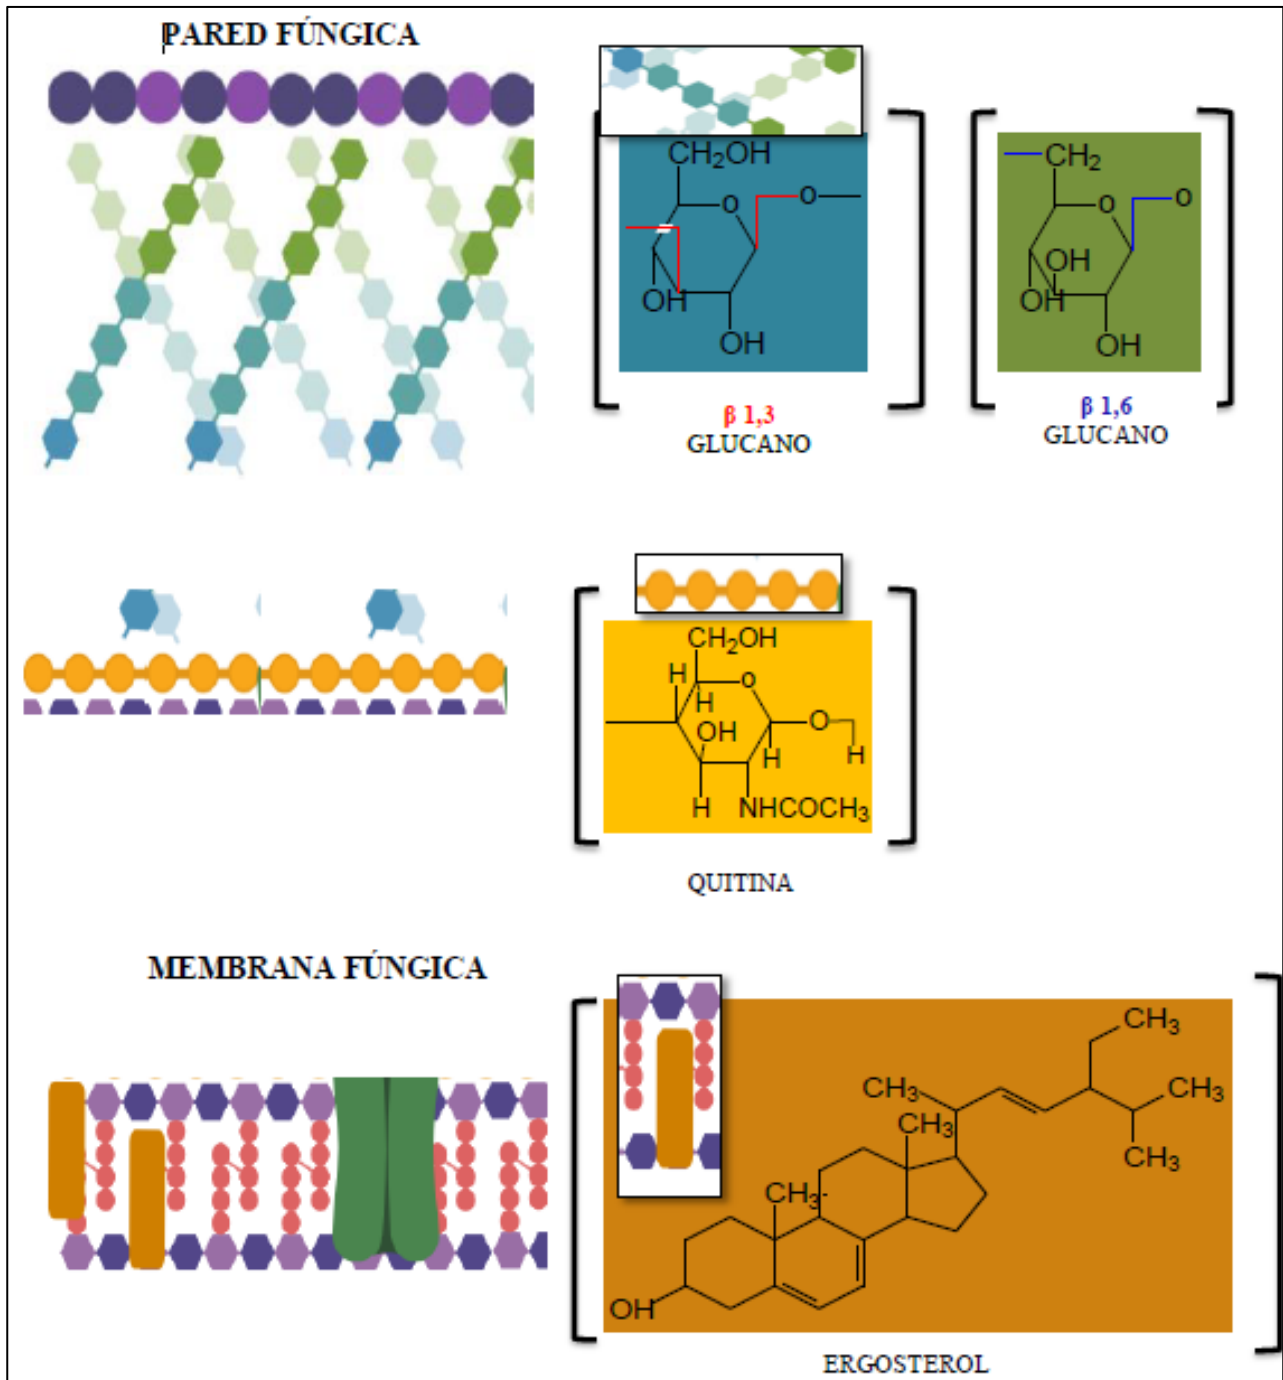 PARED FÚNGICA
CH₂OH
O
O
OH
OH
β 1,3
GLUCANO
CH₂
O
O
OH
OH
OH
β 1,6
GLUCANO
CH₂OH
H
O
H
OH
O
H
H
H
NHCOCH₃
QUITINA
MEMBRANA FÚNGICA
CH₃
CH₃
CH₃
CH₃
CH₃
CH₃
OH
ERGOSTEROL